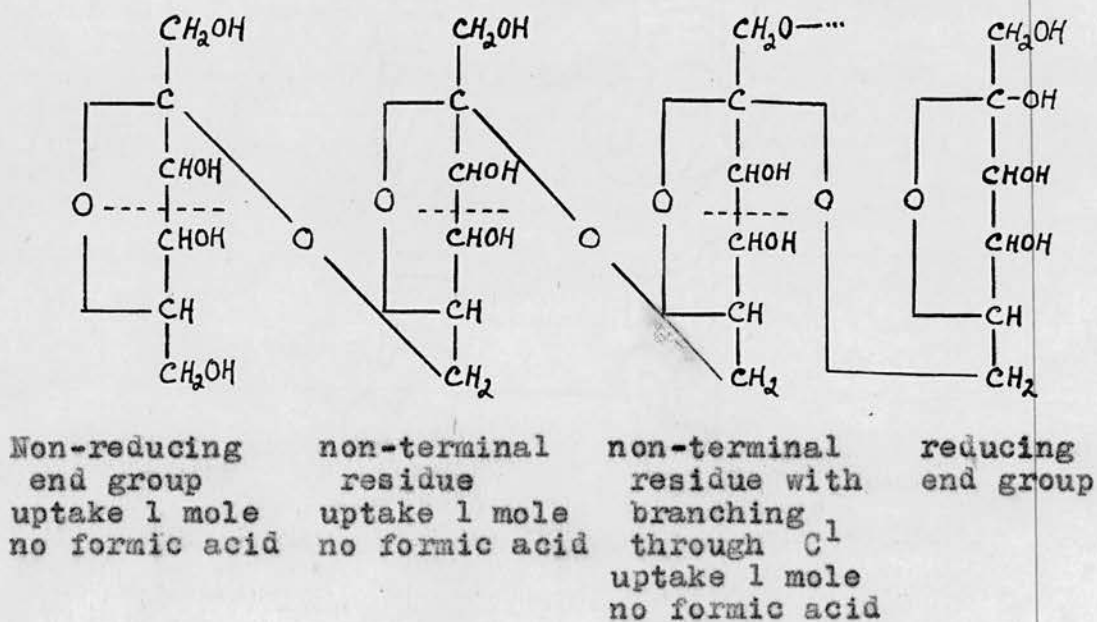 CH₂OH CH₂OH CH₂O—··· CH₂OH
C C C C-OH
CHOH CHOH CHOH CHOH
O O O O O O O
CHOH CHOH CHOH CHOH
CH CH CH CH
CH₂OH CH₂ CH₂ CH₂
Non-reducing
end group
uptake 1 mole
no formic acid
non-terminal
residue
uptake 1 mole
no formic acid
non-terminal
residue with
branching
through C¹
uptake 1 mole
no formic acid
reducing
end group